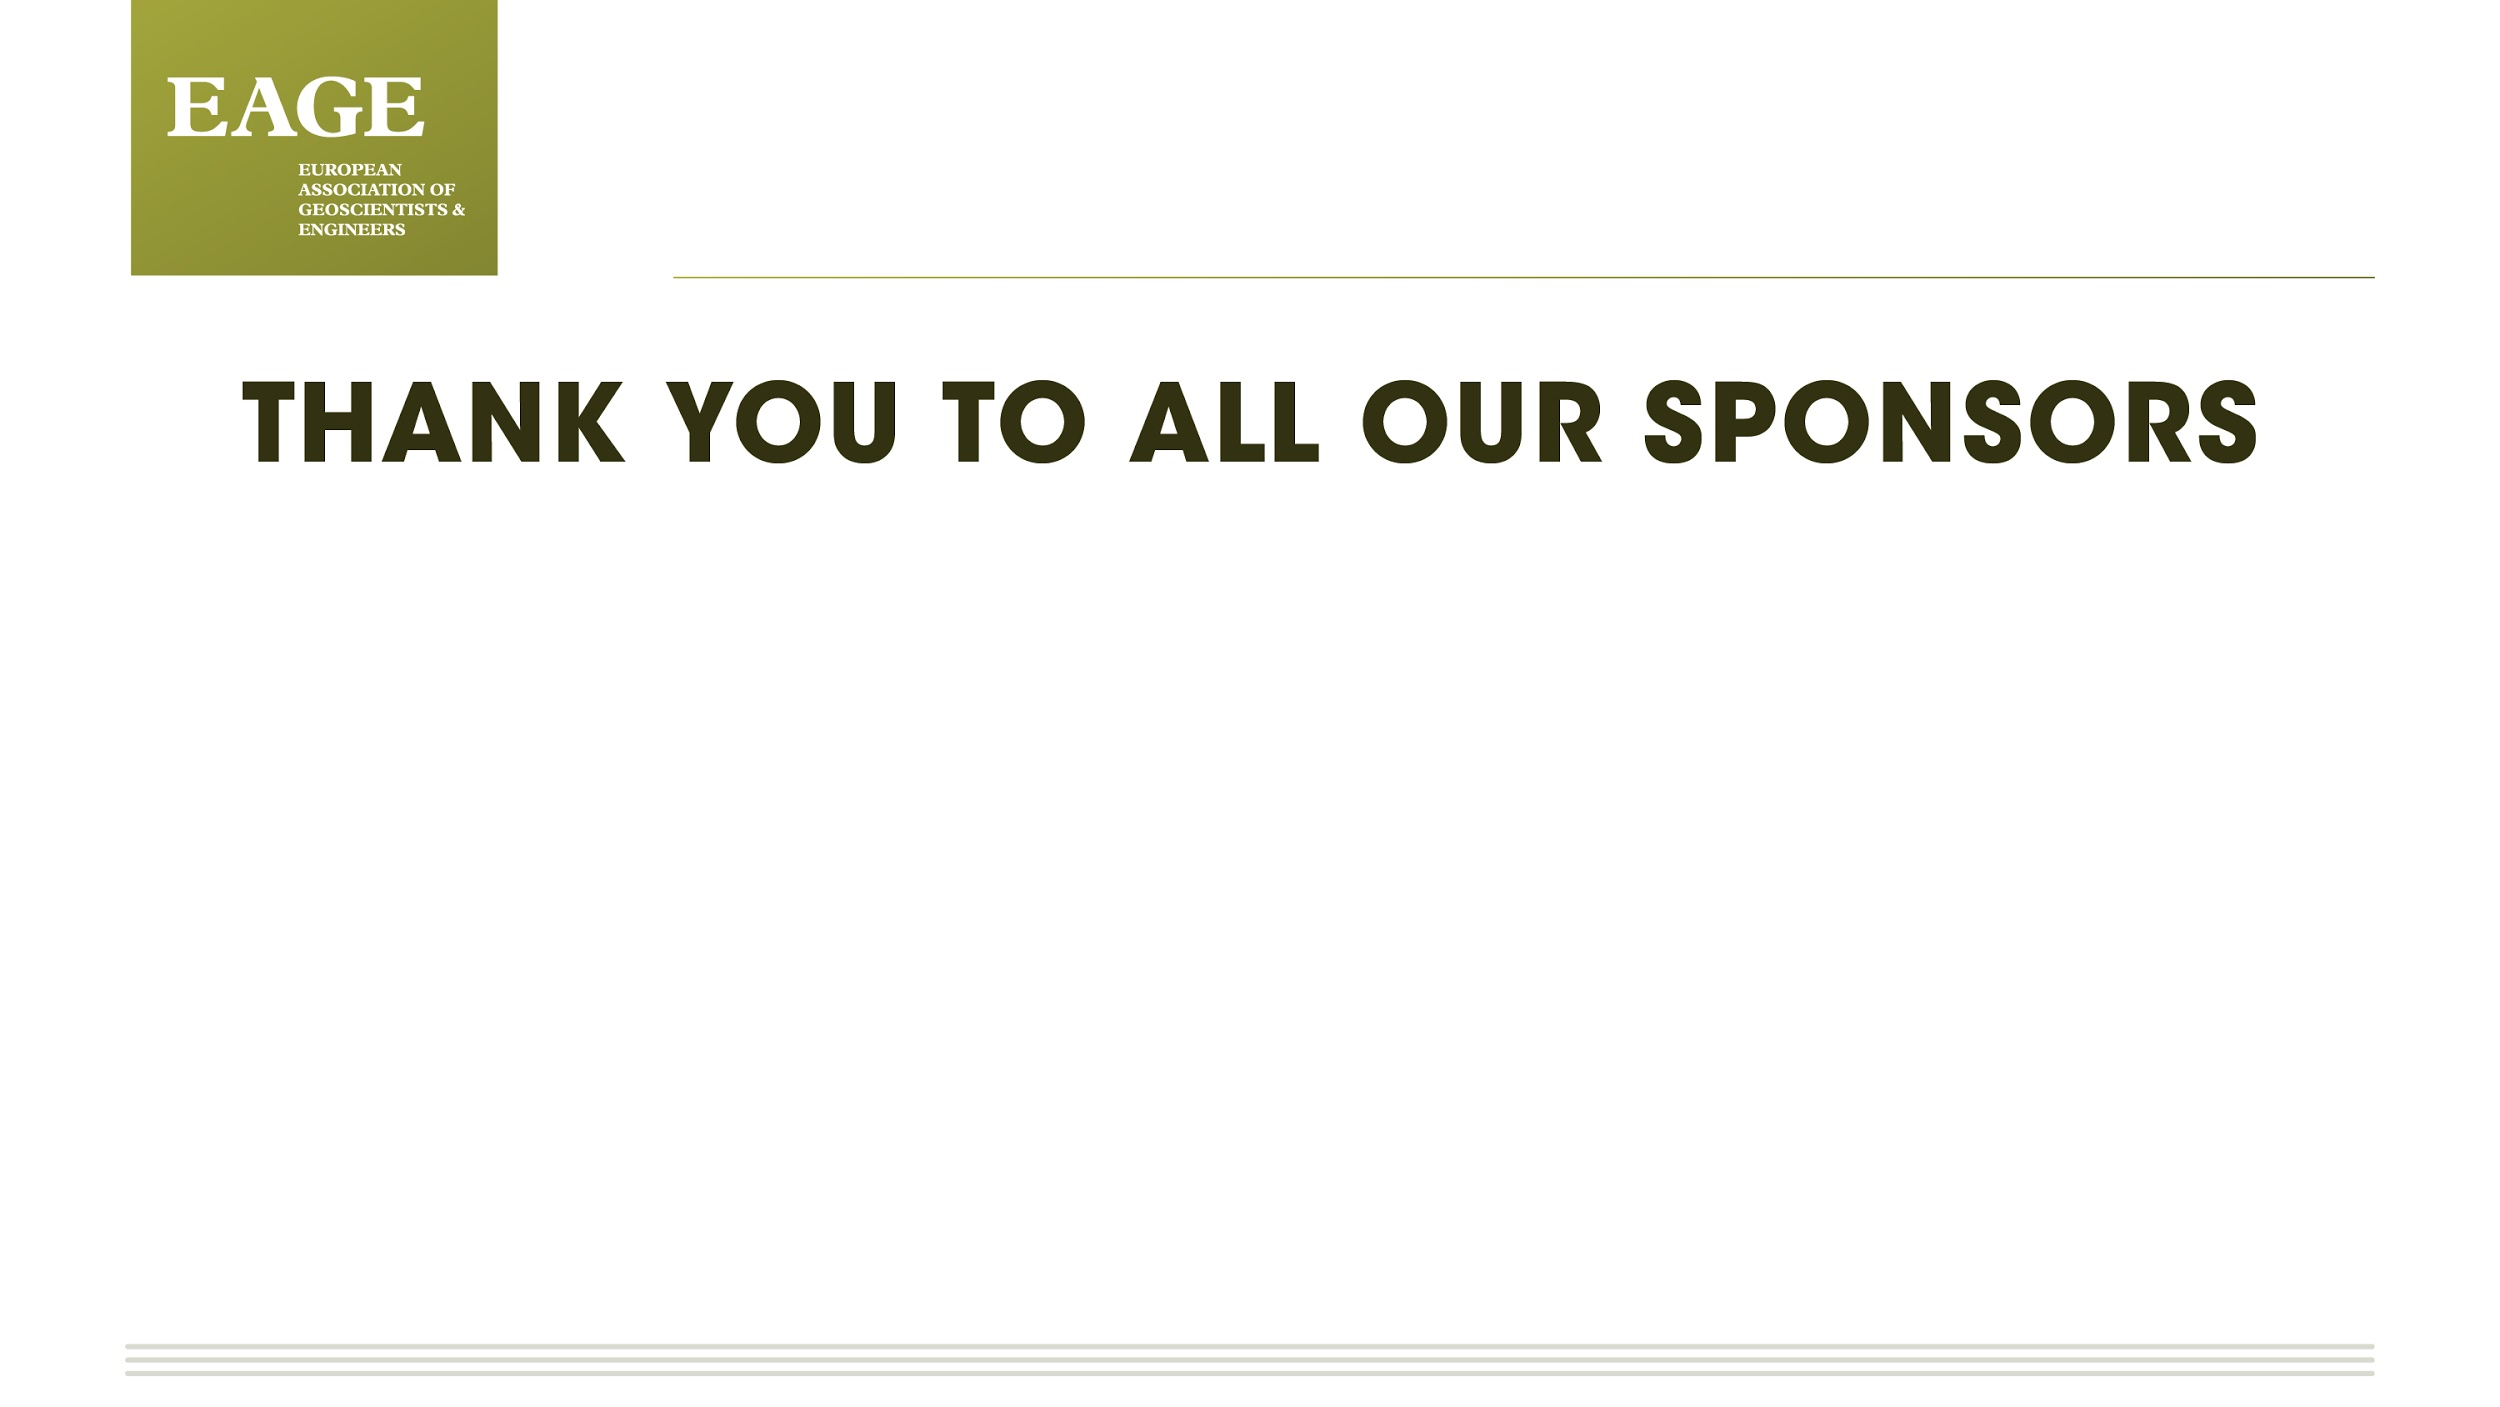 EAGE
EUROPEAN
ASSOCIATION OF
GEOSCIENTISTS &
ENGINEERS
THANK YOU TO ALL OUR SPONSORS